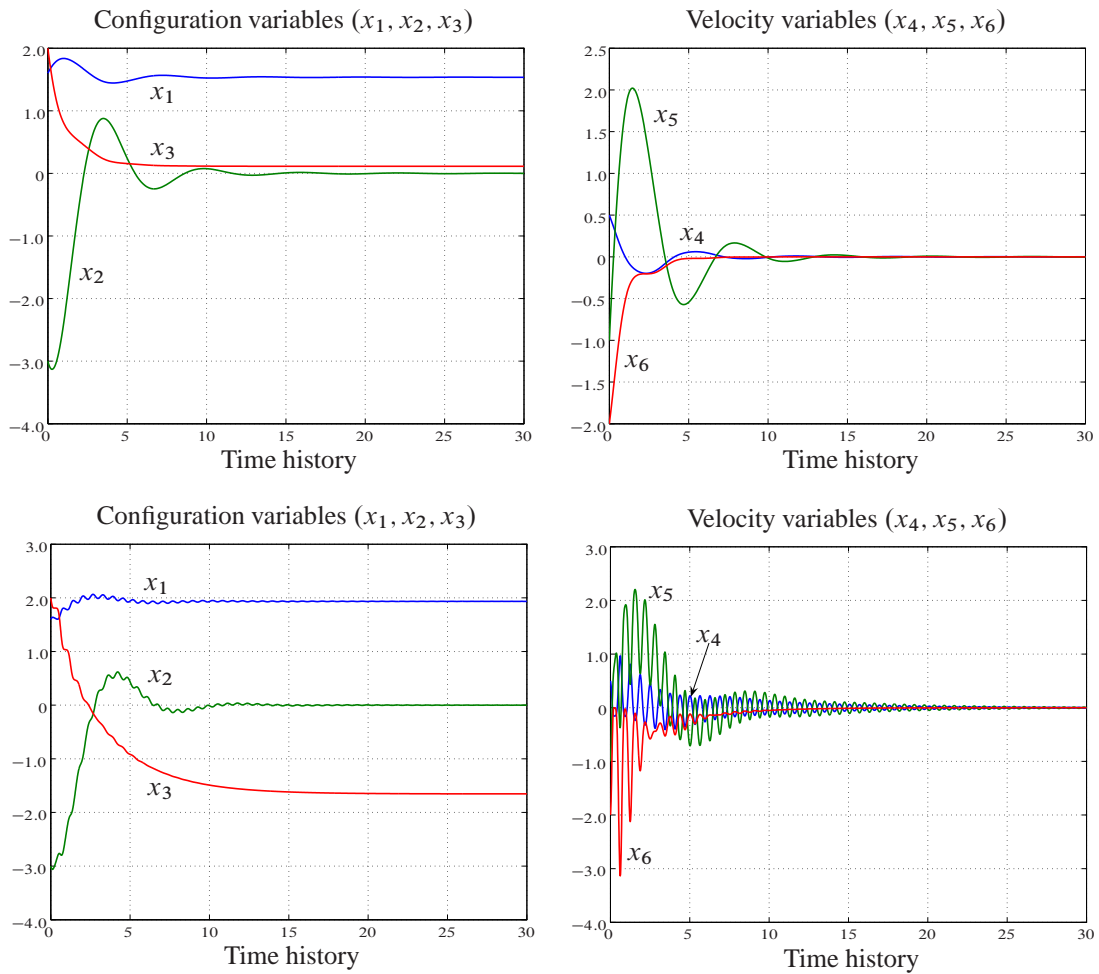 Configuration variables (x₁, x₂, x₃)
2.0
1.0
0
−1.0
−2.0
−3.0
−4.0
x₁
x₃
x₂
0 5 10 15 20 25 30
Time history
Velocity variables (x₄, x₅, x₆)
2.5
2.0
1.5
1.0
0.5
0
−0.5
−1.0
−1.5
−2.0
x₅
x₄
x₆
0 5 10 15 20 25 30
Time history
Configuration variables (x₁, x₂, x₃)
3.0
2.0
1.0
0
−1.0
−2.0
−3.0
−4.0
x₁
x₂
x₃
0 5 10 15 20 25 30
Time history
Velocity variables (x₄, x₅, x₆)
3.0
2.0
1.0
0
−1.0
−2.0
−3.0
−4.0
x₅
x₄
x₆
0 5 10 15 20 25 30
Time history